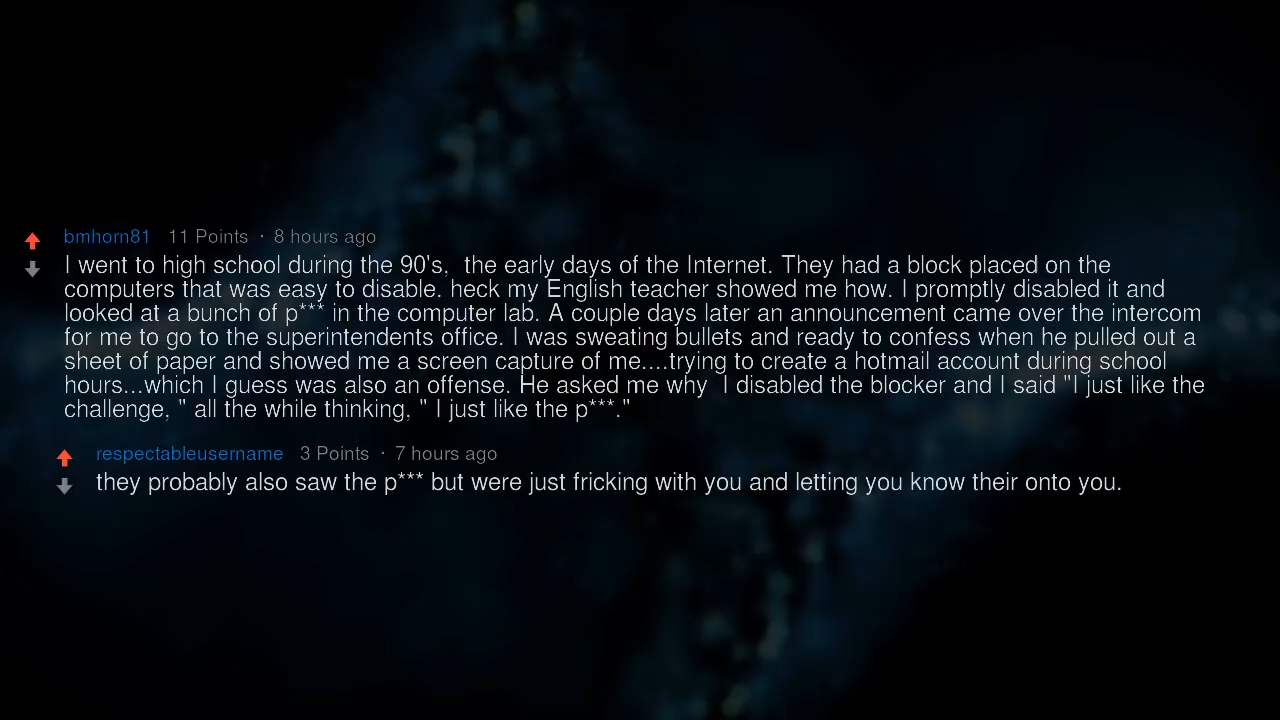 bmhorn81 11 Points · 8 hours ago
I went to high school during the 90's,  the early days of the Internet. They had a block placed on the
computers that was easy to disable. heck my English teacher showed me how. I promptly disabled it and
looked at a bunch of p*** in the computer lab. A couple days later an announcement came over the intercom
for me to go to the superintendents office. I was sweating bullets and ready to confess when he pulled out a
sheet of paper and showed me a screen capture of me....trying to create a hotmail account during school
hours...which I guess was also an offense. He asked me why  I disabled the blocker and I said "I just like the
challenge, " all the while thinking, " I just like the p***."
respectableusername 3 Points · 7 hours ago
they probably also saw the p*** but were just fricking with you and letting you know their onto you.